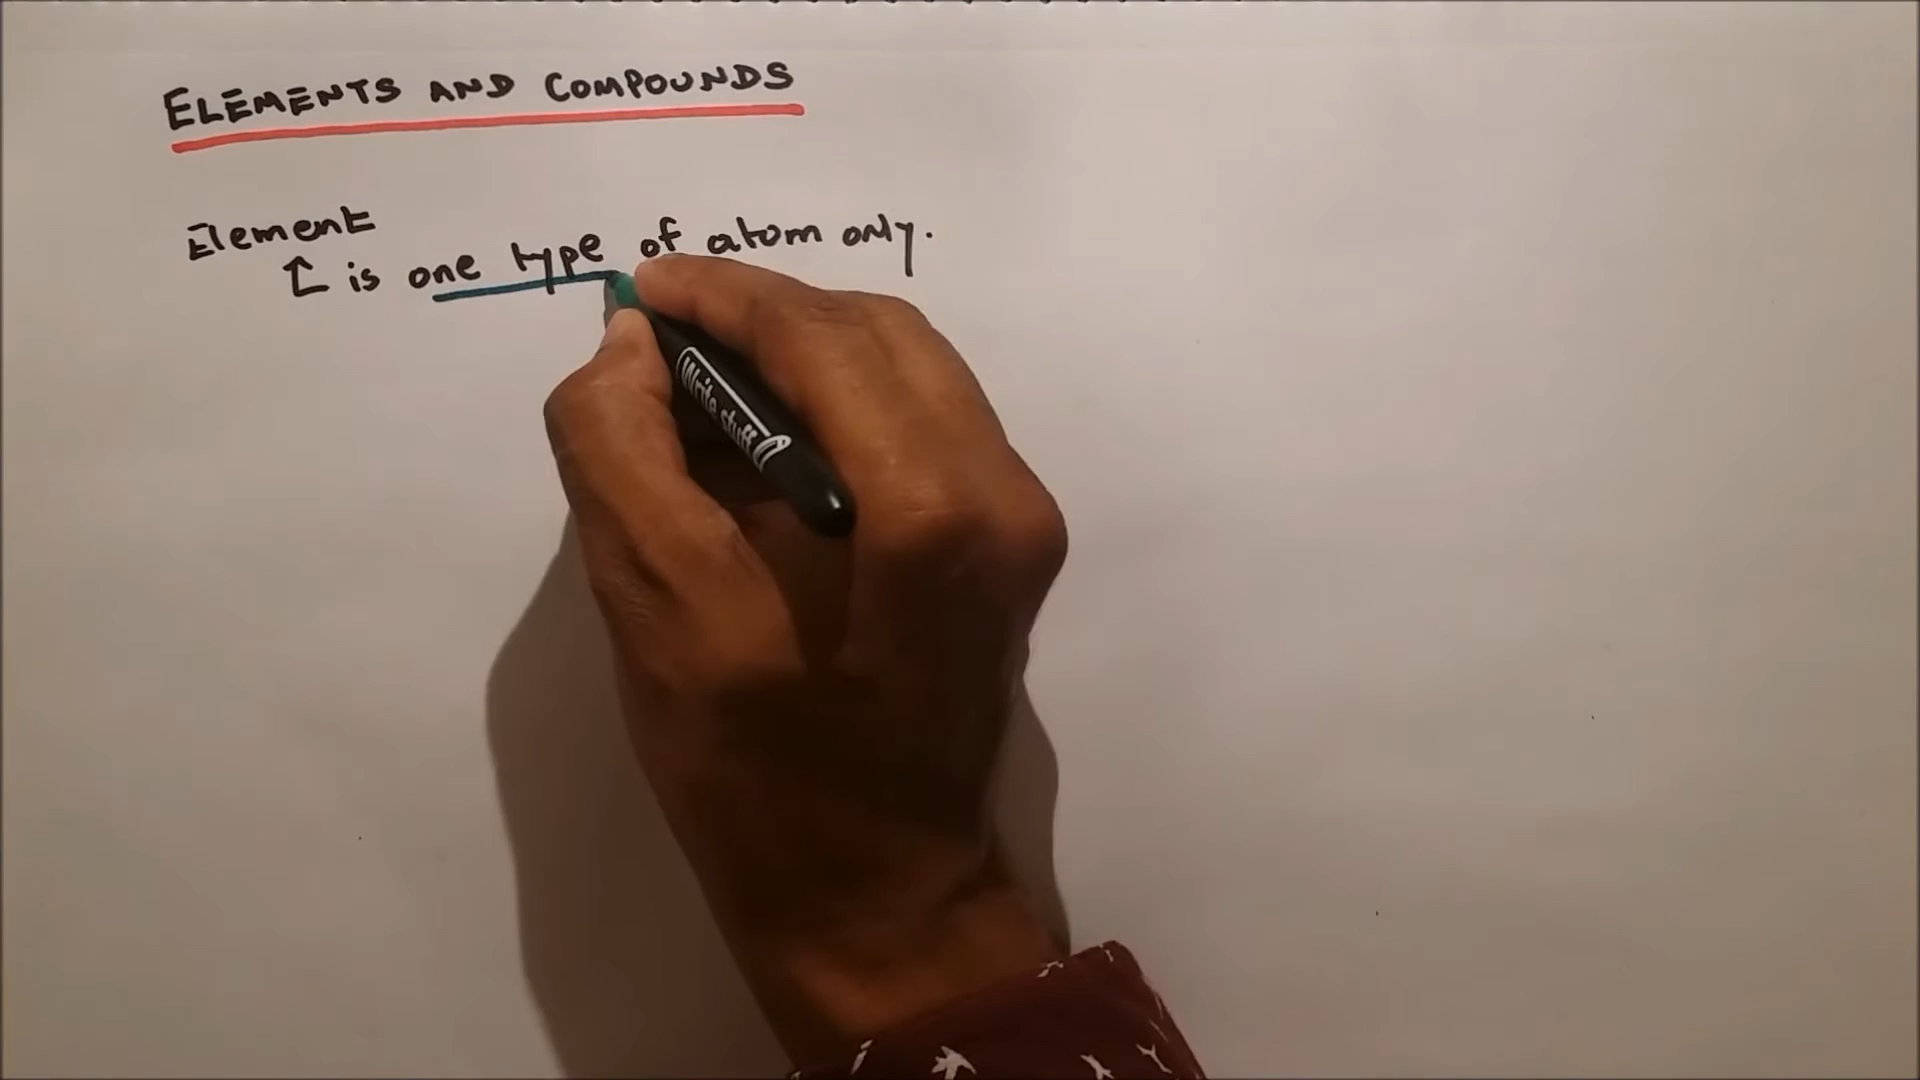 ELEMENTS AND COMPOUNDS
Element
is one type of atom only.
Write stuff